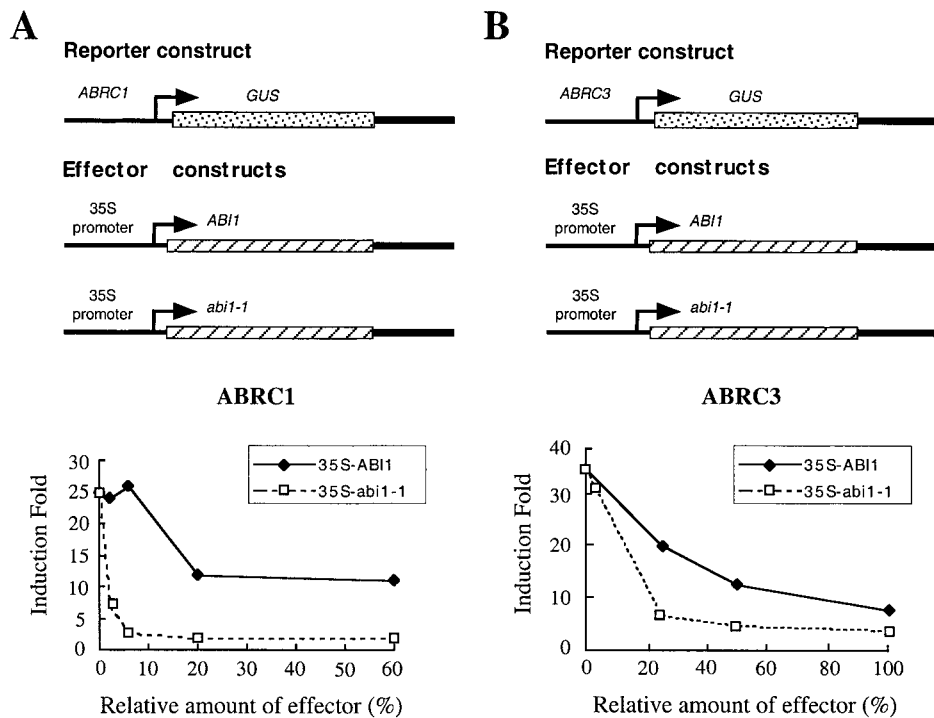 A
Reporter construct
ABRC1
GUS
Effector constructs
35S
promoter
ABI1
35S
promoter
abi1-1
ABRC1
35S-ABI1
35S-abi1-1
Induction Fold
30
25
20
15
10
5
0
0 10 20 30 40 50 60
Relative amount of effector (%)
B
Reporter construct
ABRC3
GUS
Effector constructs
35S
promoter
ABI1
35S
promoter
abi1-1
ABRC3
35S-ABI1
35S-abi1-1
Induction Fold
40
30
20
10
0
0 20 40 60 80 100
Relative amount of effector (%)